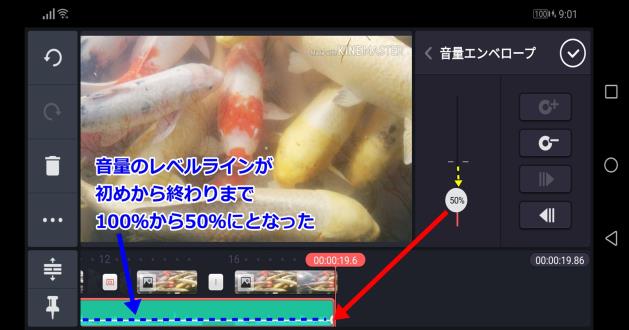 100 9:01
Made with KINEMASTER
音量エンベロープ
音量のレベルラインが
初めから終わりまで
100%から50%にとなった
50%
12
16
00:00:19.6
00:00:19.86